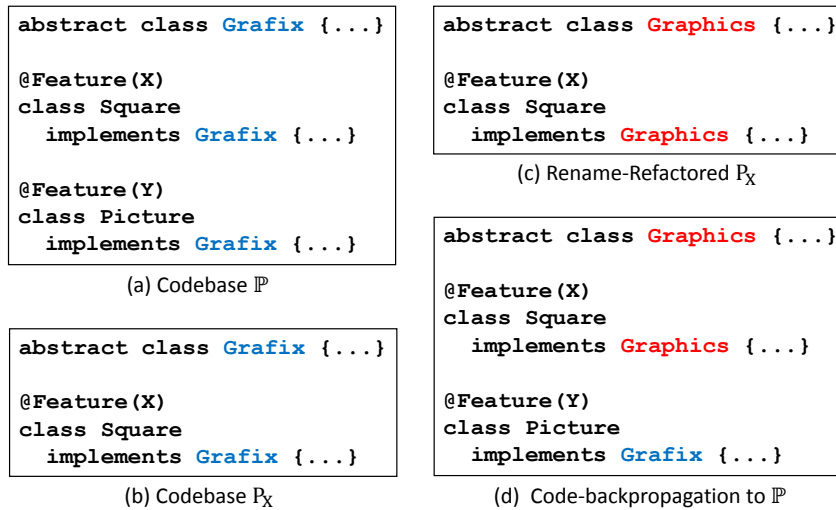 abstract class Grafix {...}
@Feature(X)
class Square
implements Grafix {...}
@Feature(Y)
class Picture
implements Grafix {...}
(a) Codebase ℙ
abstract class Grafix {...}
@Feature(X)
class Square
implements Grafix {...}
(b) Codebase P_X
abstract class Graphics {...}
@Feature(X)
class Square
implements Graphics {...}
(c) Rename-Refactored P_X
abstract class Graphics {...}
@Feature(X)
class Square
implements Graphics {...}
@Feature(Y)
class Picture
implements Grafix {...}
(d) Code-backpropagation to ℙ